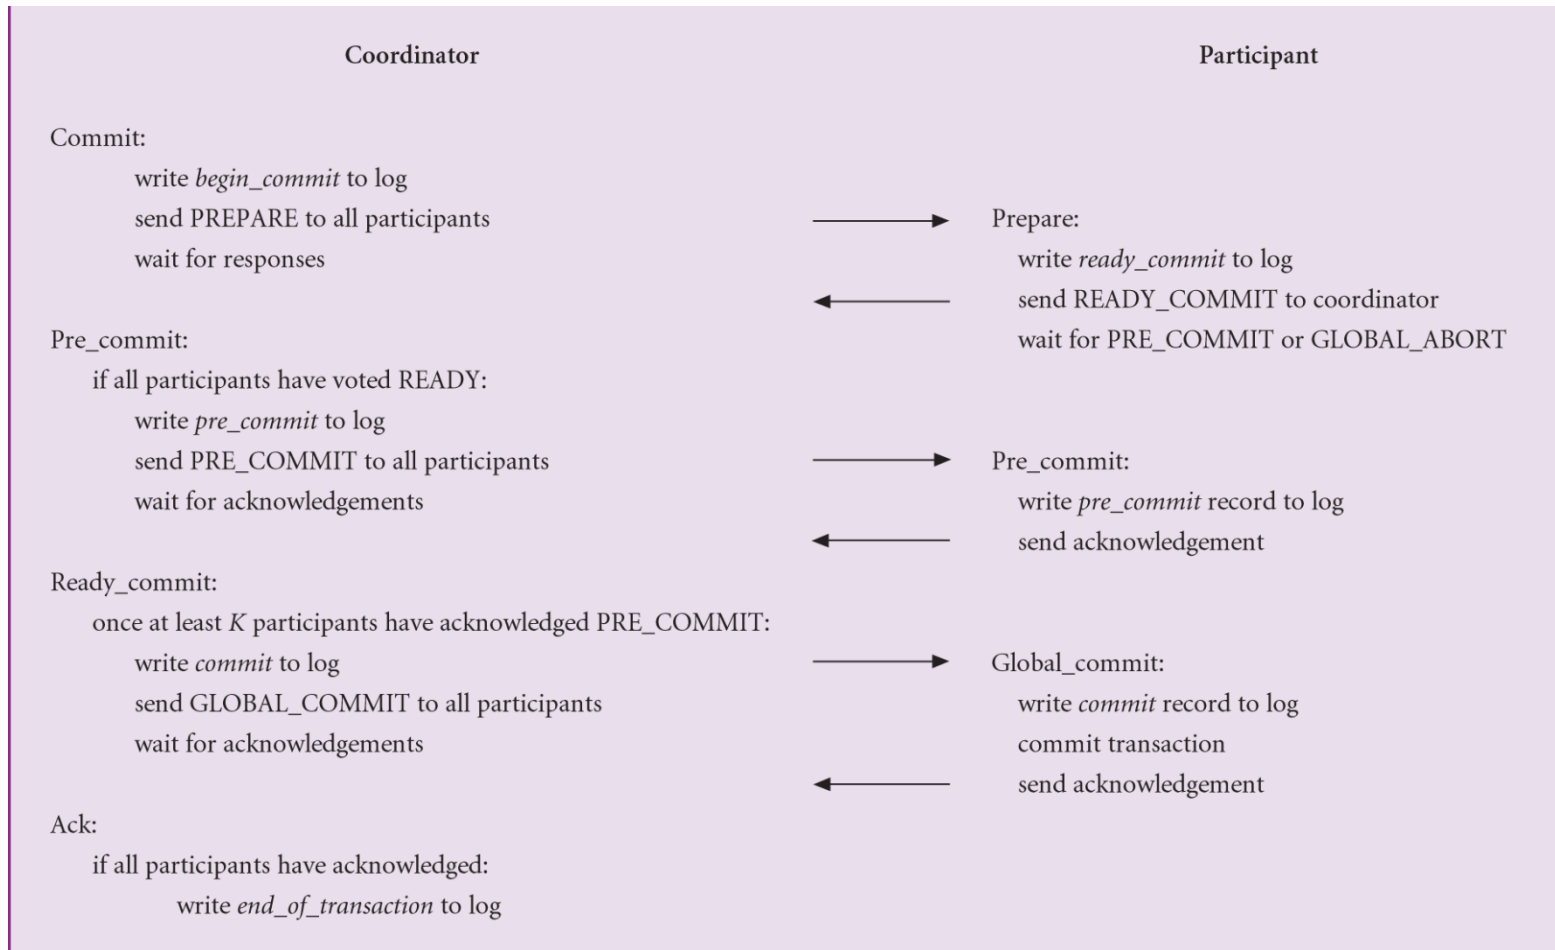 Coordinator
Participant
Commit:
write begin_commit to log
send PREPARE to all participants
wait for responses
Prepare:
write ready_commit to log
send READY_COMMIT to coordinator
wait for PRE_COMMIT or GLOBAL_ABORT
Pre_commit:
if all participants have voted READY:
write pre_commit to log
send PRE_COMMIT to all participants
wait for acknowledgements
Pre_commit:
write pre_commit record to log
send acknowledgement
Ready_commit:
once at least K participants have acknowledged PRE_COMMIT:
write commit to log
send GLOBAL_COMMIT to all participants
wait for acknowledgements
Global_commit:
write commit record to log
commit transaction
send acknowledgement
Ack:
if all participants have acknowledged:
write end_of_transaction to log